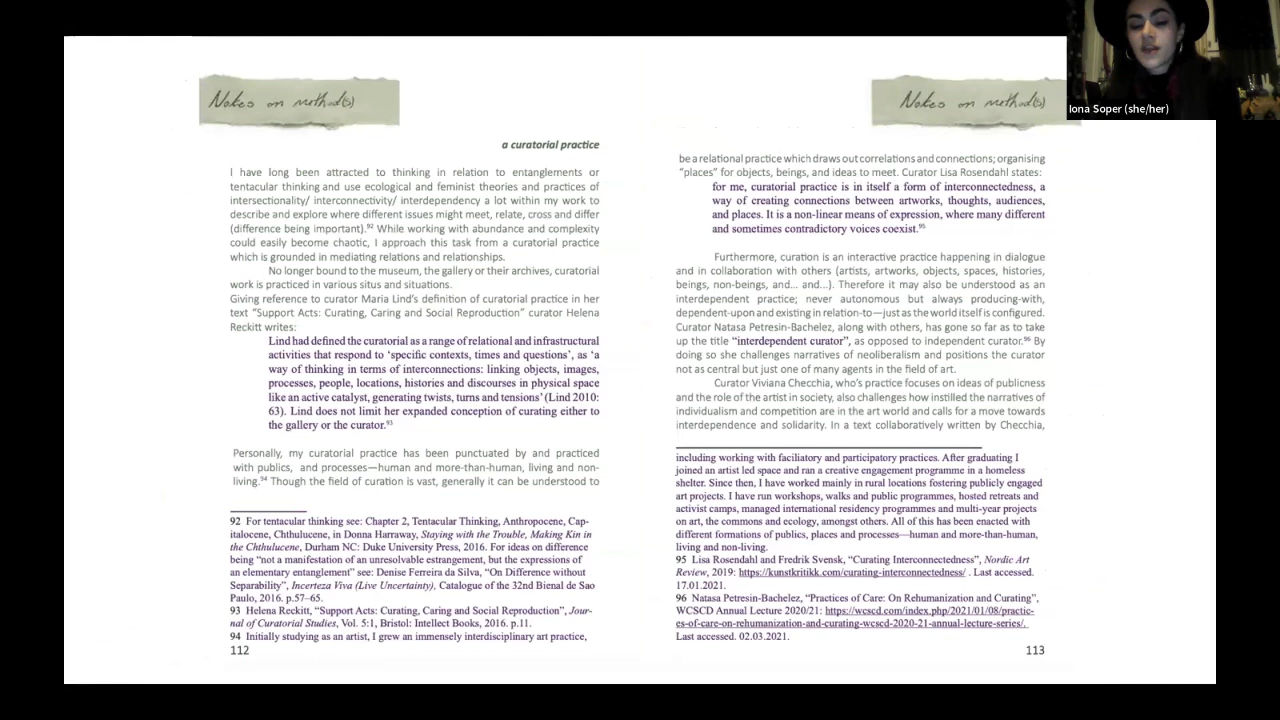 Notes on method(s)
a curatorial practice
I have long been attracted to thinking in relation to entanglements or
tentacular thinking and use ecological and feminist theories and practices of
intersectionality/ interconnectivity/ interdependency a lot within my work to
describe and explore where different issues might meet, relate, cross and differ
(difference being important).92 While working with abundance and complexity
could easily become chaotic, I approach this task from a curatorial practice
which is grounded in mediating relations and relationships.
No longer bound to the museum, the gallery or their archives, curatorial
work is practiced in various situs and situations.
Giving reference to curator Maria Lind's definition of curatorial practice in her
text “Support Acts: Curating, Caring and Social Reproduction” curator Helena
Reckitt writes:
Lind had defined the curatorial as a range of relational and infrastructural
activities that respond to ‘specific contexts, times and questions’, as ‘a
way of thinking in terms of interconnections: linking objects, images,
processes, people, locations, histories and discourses in physical space
like an active catalyst, generating twists, turns and tensions’ (Lind 2010:
63). Lind does not limit her expanded conception of curating either to
the gallery or the curator.93
Personally, my curatorial practice has been punctuated by and practiced
with publics, and processes—human and more-than-human, living and non-
living.94 Though the field of curation is vast, generally it can be understood to
92 For tentacular thinking see: Chapter 2, Tentacular Thinking, Anthropocene, Cap-
italocene, Chthulucene, in Donna Harraway, Staying with the Trouble, Making Kin in
the Chthulucene, Durham NC: Duke University Press, 2016. For ideas on difference
being “not a manifestation of an unresolvable estrangement, but the expressions of
an elementary entanglement” see: Denise Ferreira da Silva, “On Difference without
Separability”, Incerteza Viva (Live Uncertainty), Catalogue of the 32nd Bienal de Sao
Paulo, 2016. p.57–65.
93 Helena Reckitt, “Support Acts: Curating, Caring and Social Reproduction”, Jour-
nal of Curatorial Studies, Vol. 5:1, Bristol: Intellect Books, 2016. p.11.
94 Initially studying as an artist, I grew an immensely interdisciplinary art practice,
112
Notes on method(s)
be a relational practice which draws out correlations and connections; organising
“places” for objects, beings, and ideas to meet. Curator Lisa Rosendahl states:
for me, curatorial practice is in itself a form of interconnectedness, a
way of creating connections between artworks, thoughts, audiences,
and places. It is a non-linear means of expression, where many different
and sometimes contradictory voices coexist.95
Furthermore, curation is an interactive practice happening in dialogue
and in collaboration with others (artists, artworks, objects, spaces, histories,
beings, non-beings, and... and...). Therefore it may also be understood as an
interdependent practice; never autonomous but always producing-with,
dependent-upon and existing in relation-to—just as the world itself is configured.
Curator Natasa Petresin-Bachelez, along with others, has gone so far as to take
up the title “interdependent curator”, as opposed to independent curator.96 By
doing so she challenges narratives of neoliberalism and positions the curator
not as central but just one of many agents in the field of art.
Curator Viviana Checchia, who's practice focuses on ideas of publicness
and the role of the artist in society, also challenges how instilled the narratives of
individualism and competition are in the art world and calls for a move towards
interdependence and solidarity. In a text collaboratively written by Checchia,
including working with faciliatory and participatory practices. After graduating I
joined an artist led space and ran a creative engagement programme in a homeless
shelter. Since then, I have worked mainly in rural locations fostering publicly engaged
art projects. I have run workshops, walks and public programmes, hosted retreats and
activist camps, managed international residency programmes and multi-year projects
on art, the commons and ecology, amongst others. All of this has been enacted with
different formations of publics, places and processes—human and more-than-human,
living and non-living.
95 Lisa Rosendahl and Fredrik Svensk, “Curating Interconnectedness”, Nordic Art
Review, 2019: https://kunstkritikk.com/curating-interconnectedness/ . Last accessed.
17.01.2021.
96 Natasa Petresin-Bachelez, “Practices of Care: On Rehumanization and Curating”,
WCSCD Annual Lecture 2020/21: https://wcscd.com/index.php/2021/01/08/practic-
es-of-care-on-rehumanization-and-curating-wcscd-2020-21-annual-lecture-series/.
Last accessed. 02.03.2021.
113
Iona Soper (she/her)